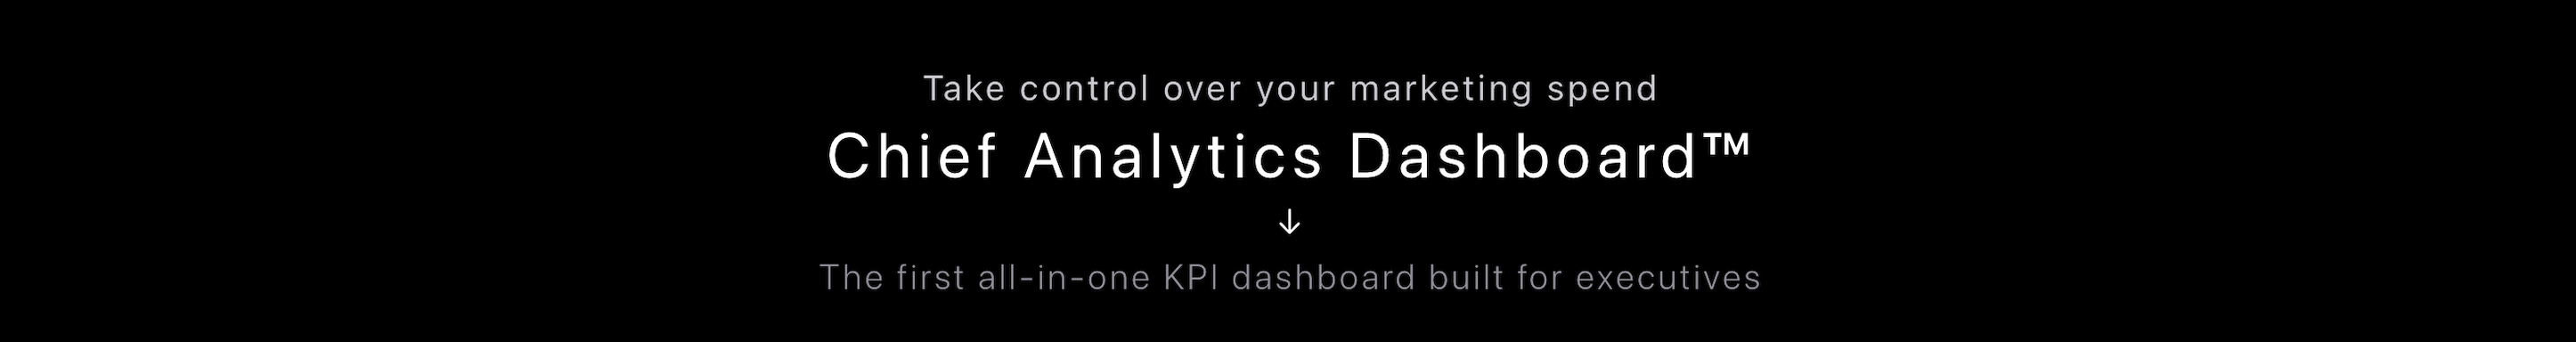 Take control over your marketing spend
Chief Analytics Dashboard™
↓
The first all-in-one KPI dashboard built for executives